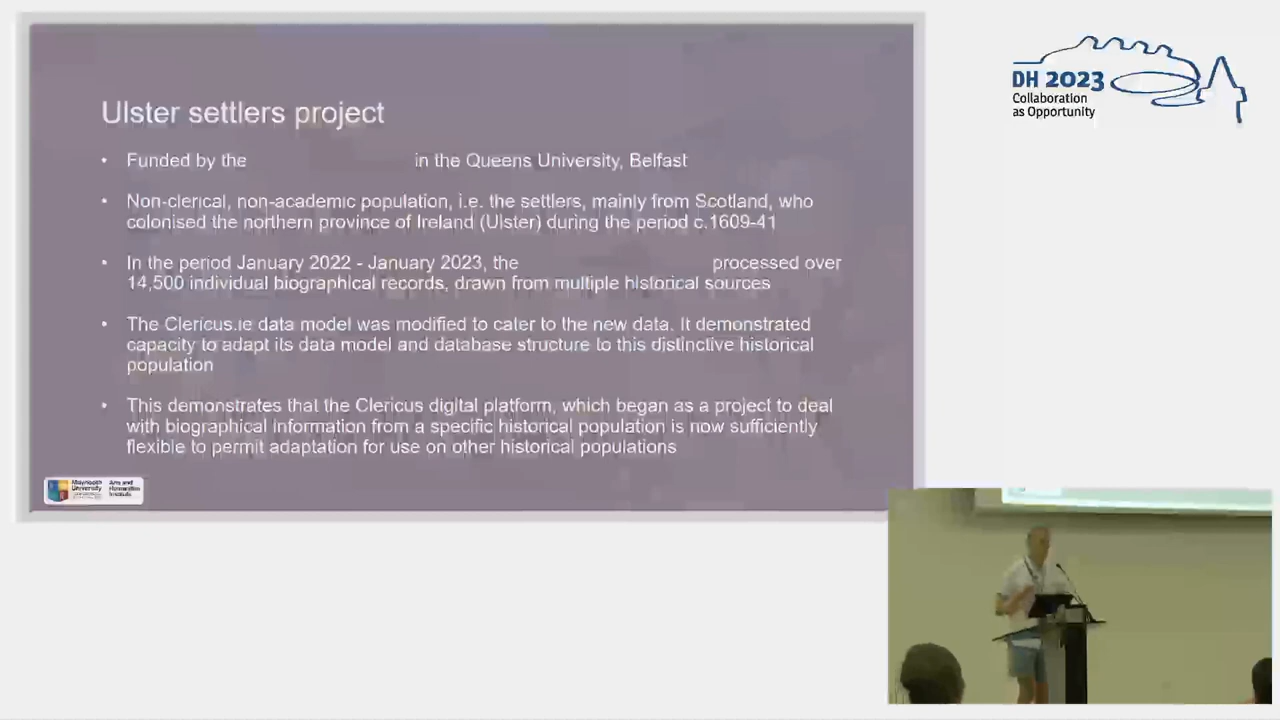 Ulster settlers project
• Funded by the in the Queens University, Belfast
• Non-clerical, non-academic population, i.e. the settlers, mainly from Scotland, who
colonised the northern province of Ireland (Ulster) during the period c.1609-41
• In the period January 2022 - January 2023, the processed over
14,500 individual biographical records, drawn from multiple historical sources
• The Clericus.ie data model was modified to cater to the new data. It demonstrated
capacity to adapt its data model and database structure to this distinctive historical
population
• This demonstrates that the Clericus digital platform, which began as a project to deal
with biographical information from a specific historical population is now sufficiently
flexible to permit adaptation for use on other historical populations
Maynooth
University
Arts and
Humanities
Institute
DH 2023
Collaboration
as Opportunity